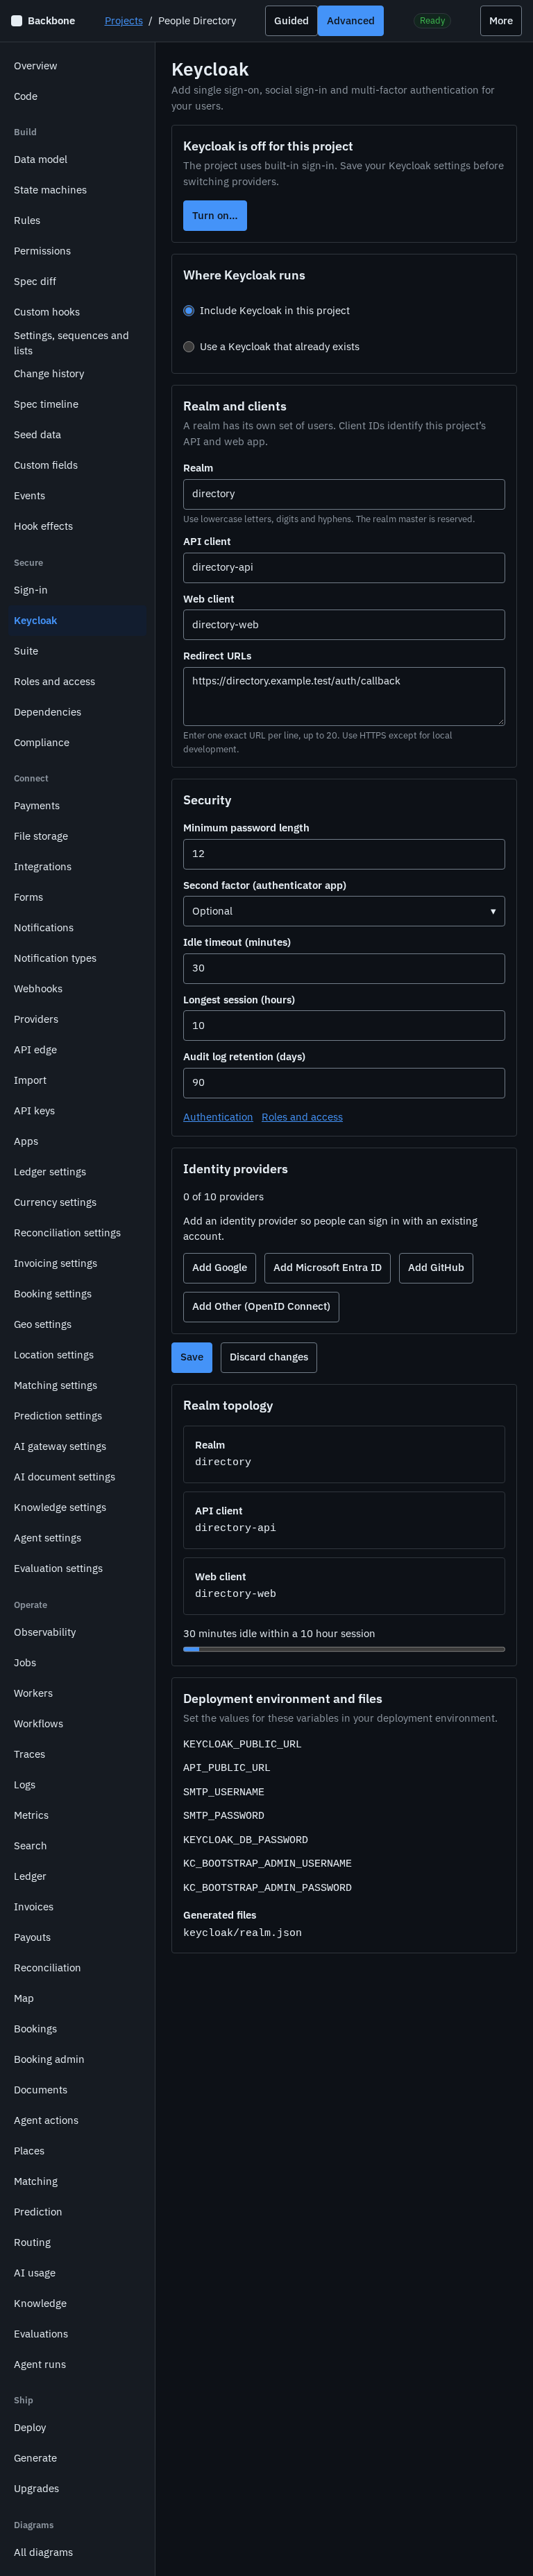 Backbone
Projects / People Directory
Guided
Advanced
Ready
More
Overview
Code
Build
Data model
State machines
Rules
Permissions
Spec diff
Custom hooks
Settings, sequences and
lists
Change history
Spec timeline
Seed data
Custom fields
Events
Hook effects
Secure
Sign-in
Keycloak
Suite
Roles and access
Dependencies
Compliance
Connect
Payments
File storage
Integrations
Forms
Notifications
Notification types
Webhooks
Providers
API edge
Import
API keys
Apps
Ledger settings
Currency settings
Reconciliation settings
Invoicing settings
Booking settings
Geo settings
Location settings
Matching settings
Prediction settings
AI gateway settings
AI document settings
Knowledge settings
Agent settings
Evaluation settings
Operate
Observability
Jobs
Workers
Workflows
Traces
Logs
Metrics
Search
Ledger
Invoices
Payouts
Reconciliation
Map
Bookings
Booking admin
Documents
Agent actions
Places
Matching
Prediction
Routing
AI usage
Knowledge
Evaluations
Agent runs
Ship
Deploy
Generate
Upgrades
Diagrams
All diagrams
Keycloak
Add single sign-on, social sign-in and multi-factor authentication for
your users.
Keycloak is off for this project
The project uses built-in sign-in. Save your Keycloak settings before
switching providers.
Turn on…
Where Keycloak runs
Include Keycloak in this project
Use a Keycloak that already exists
Realm and clients
A realm has its own set of users. Client IDs identify this project's
API and web app.
Realm
directory
Use lowercase letters, digits and hyphens. The realm master is reserved.
API client
directory-api
Web client
directory-web
Redirect URLs
https://directory.example.test/auth/callback
Enter one exact URL per line, up to 20. Use HTTPS except for local
development.
Security
Minimum password length
12
Second factor (authenticator app)
Optional
Idle timeout (minutes)
30
Longest session (hours)
10
Audit log retention (days)
90
Authentication Roles and access
Identity providers
0 of 10 providers
Add an identity provider so people can sign in with an existing
account.
Add Google
Add Microsoft Entra ID
Add GitHub
Add Other (OpenID Connect)
Save
Discard changes
Realm topology
Realm
directory
API client
directory-api
Web client
directory-web
30 minutes idle within a 10 hour session
Deployment environment and files
Set the values for these variables in your deployment environment.
KEYCLOAK_PUBLIC_URL
API_PUBLIC_URL
SMTP_USERNAME
SMTP_PASSWORD
KEYCLOAK_DB_PASSWORD
KC_BOOTSTRAP_ADMIN_USERNAME
KC_BOOTSTRAP_ADMIN_PASSWORD
Generated files
keycloak/realm.json